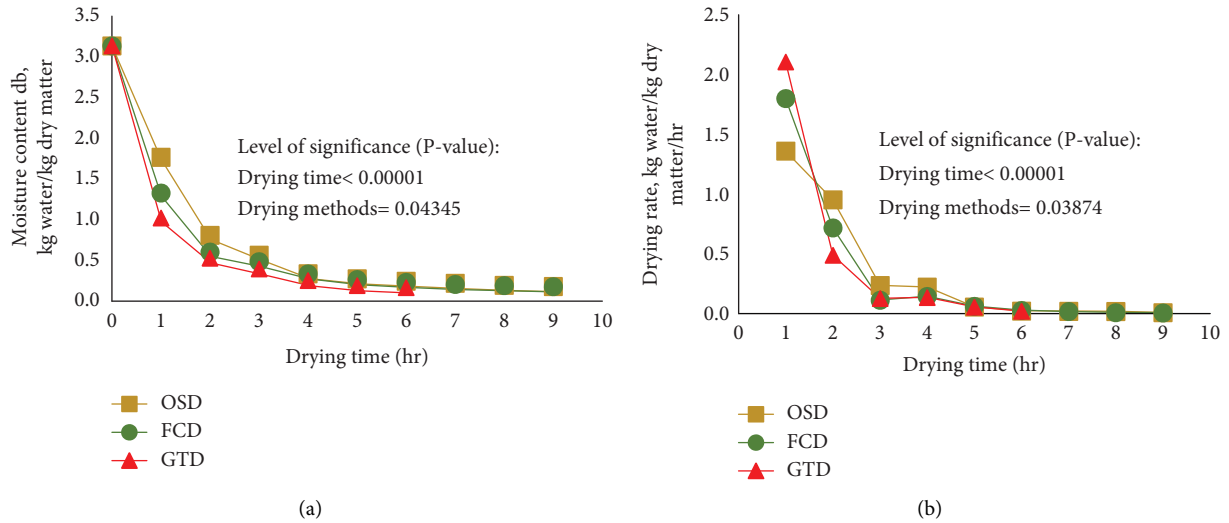 Moisture content db,
kg water/kg dry matter
3.5
3.0
2.5
2.0
1.5
1.0
0.5
0.0
0 1 2 3 4 5 6 7 8 9 10
Drying time (hr)
Level of significance (P-value):
Drying time< 0.00001
Drying methods= 0.04345
OSD
FCD
GTD
(a)
Drying rate, kg water/kg dry
matter/hr
2.5
2.0
1.5
1.0
0.5
0.0
0 1 2 3 4 5 6 7 8 9 10
Drying time (hr)
Level of significance (P-value):
Drying time< 0.00001
Drying methods= 0.03874
OSD
FCD
GTD
(b)